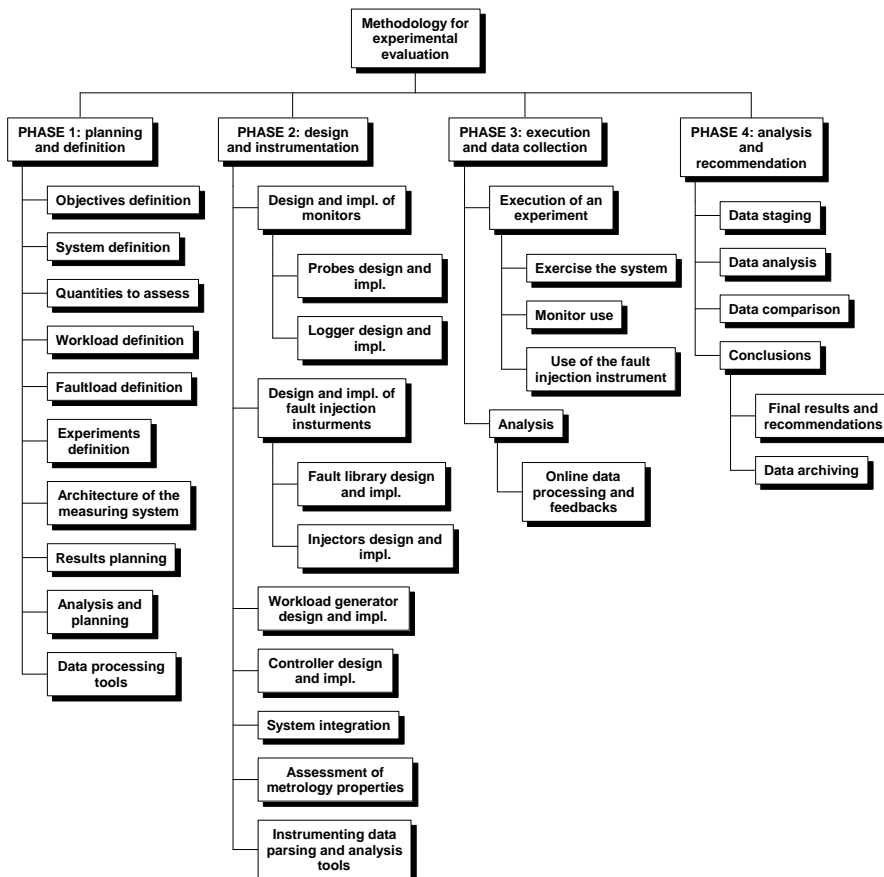 Methodology for
experimental
evaluation
PHASE 1: planning
and definition
Objectives definition
System definition
Quantities to assess
Workload definition
Faultload definition
Experiments
definition
Architecture of the
measuring system
Results planning
Analysis and
planning
Data processing
tools
PHASE 2: design
and instrumentation
Design and impl. of
monitors
Probes design and
impl.
Logger design and
impl.
Design and impl. of
fault injection
insturments
Fault library design
and impl.
Injectors design and
impl.
Workload generator
design and impl.
Controller design
and impl.
System integration
Assessment of
metrology properties
Instrumenting data
parsing and analysis
tools
PHASE 3: execution
and data collection
Execution of an
experiment
Exercise the system
Monitor use
Use of the fault
injection instrument
Analysis
Online data
processing and
feedbacks
PHASE 4: analysis
and
recommendation
Data staging
Data analysis
Data comparison
Conclusions
Final results and
recommendations
Data archiving